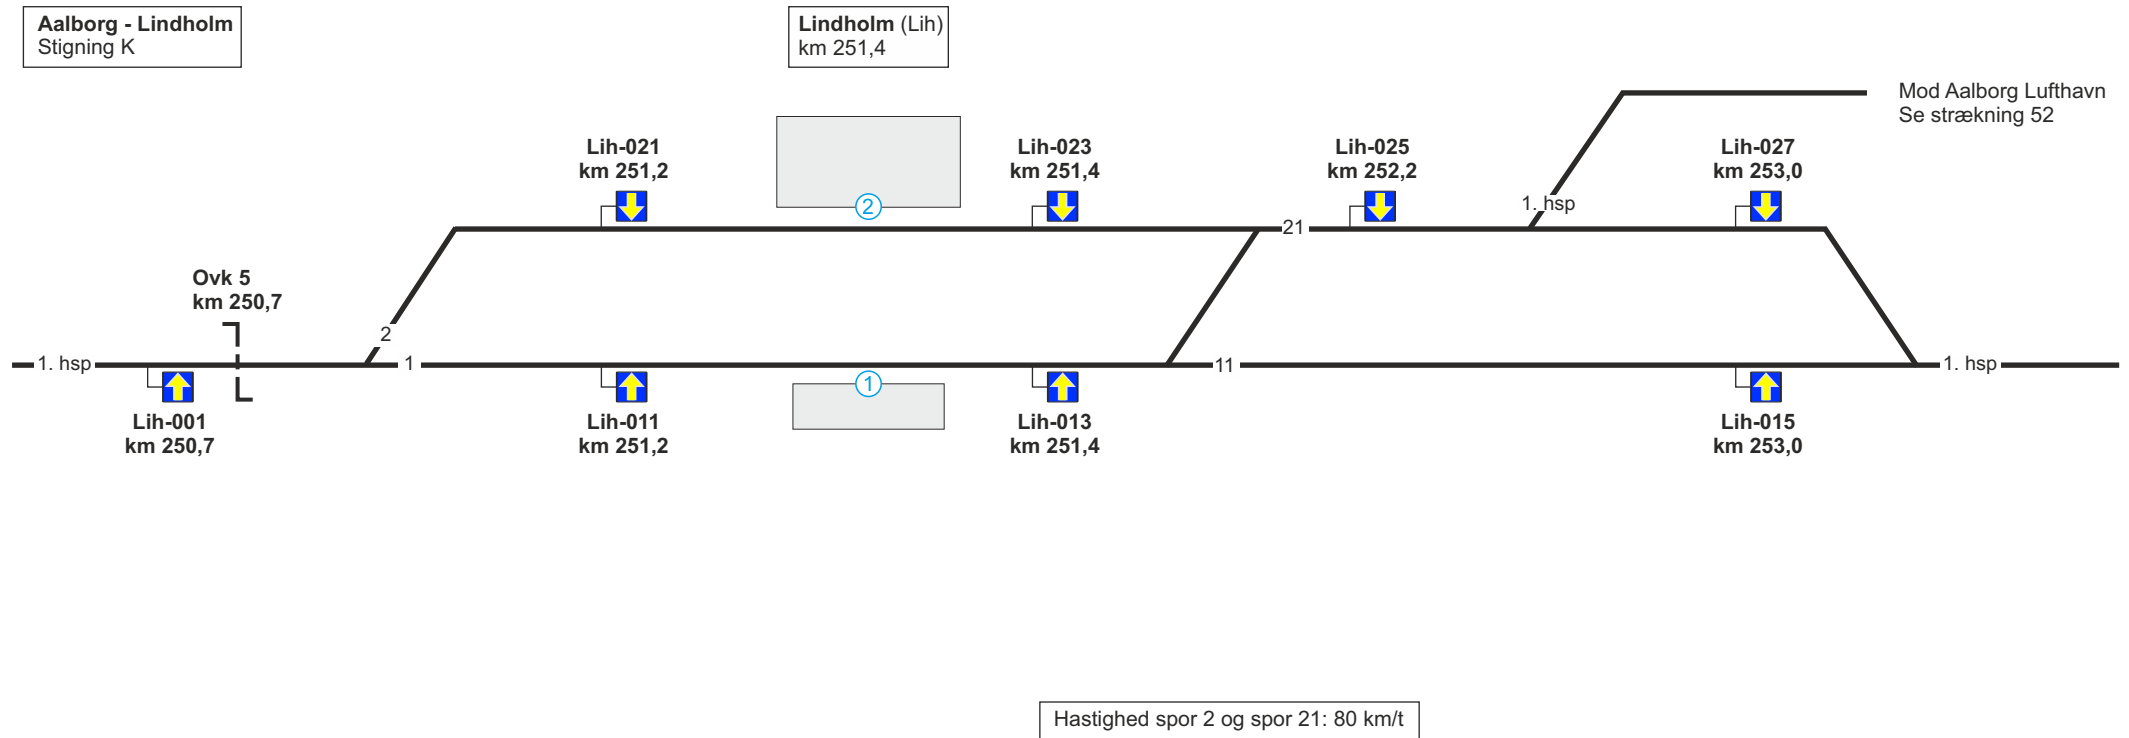 Aalborg - Lindholm
Stigning K
Lindholm (Lih)
km 251,4
Mod Aalborg Lufthavn
Se strækning 52
Lih-021
km 251,2
2
Lih-023
km 251,4
Lih-025
km 252,2
1. hsp
Lih-027
km 253,0
21
Ovk 5
km 250,7
2
1. hsp
1
11
1. hsp
1
Lih-001
km 250,7
Lih-011
km 251,2
Lih-013
km 251,4
Lih-015
km 253,0
Hastighed spor 2 og spor 21: 80 km/t